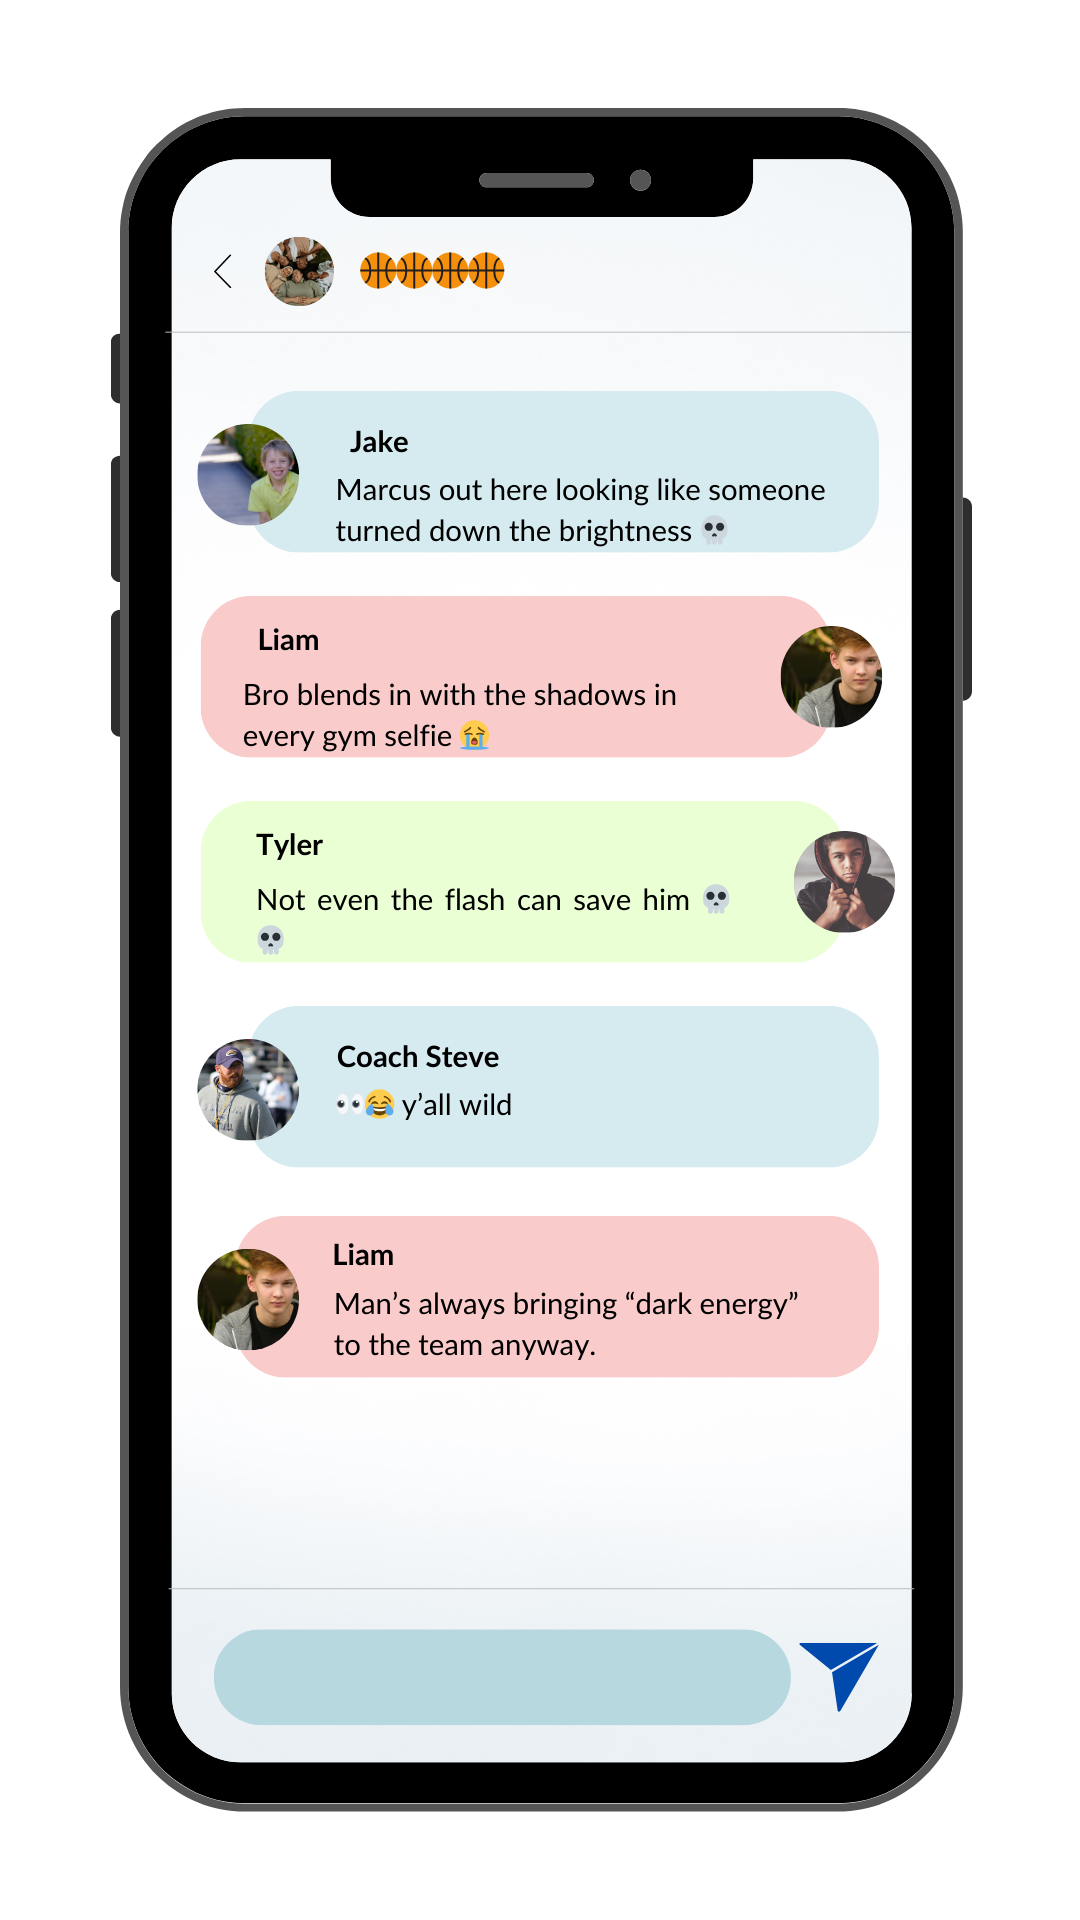 🏀🏀🏀🏀
Jake
Marcus out here looking like someone
turned down the brightness 💀
Liam
Bro blends in with the shadows in
every gym selfie 😭
Tyler
Not even the flash can save him 💀
💀
Coach Steve
👀😂 y’all wild
Liam
Man’s always bringing “dark energy”
to the team anyway.